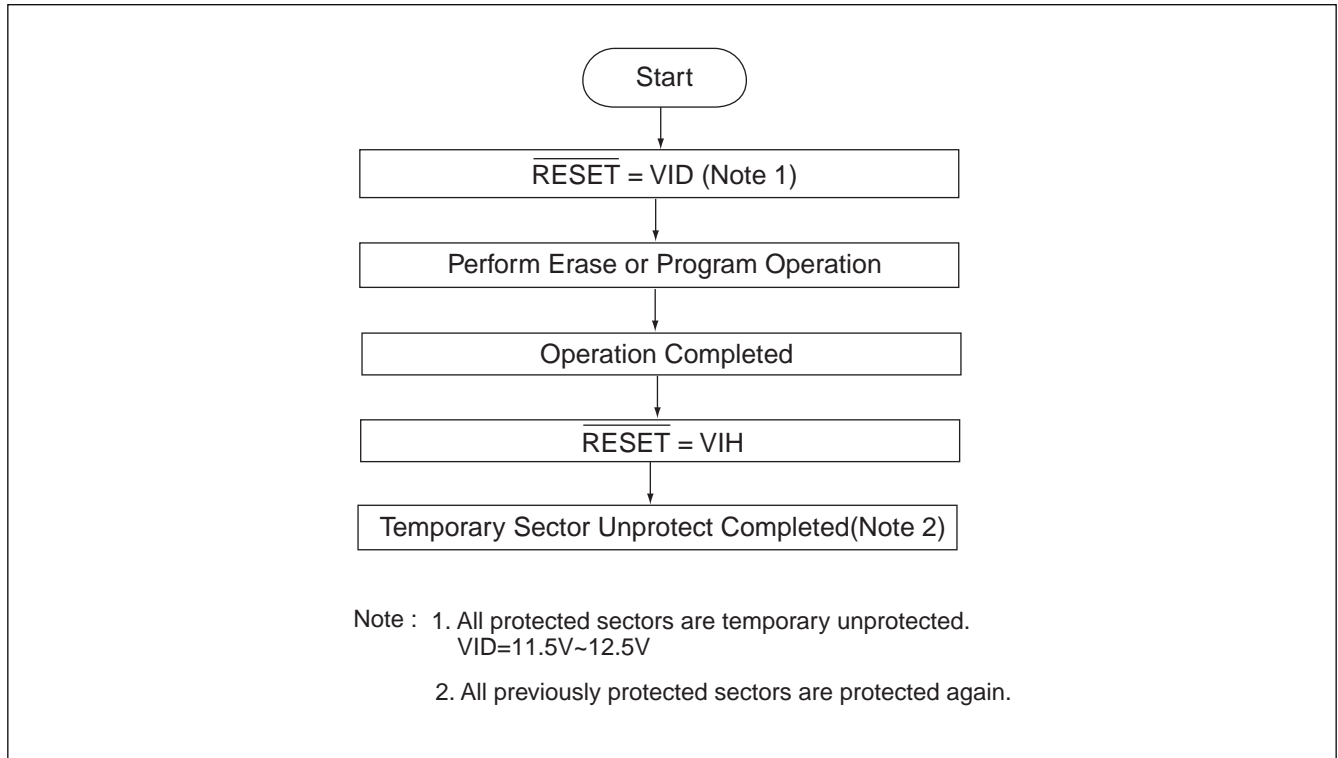 Start
RESET = VID (Note 1)
Perform Erase or Program Operation
Operation Completed
RESET = VIH
Temporary Sector Unprotect Completed(Note 2)
Note : 1. All protected sectors are temporary unprotected.
VID=11.5V~12.5V
2. All previously protected sectors are protected again.